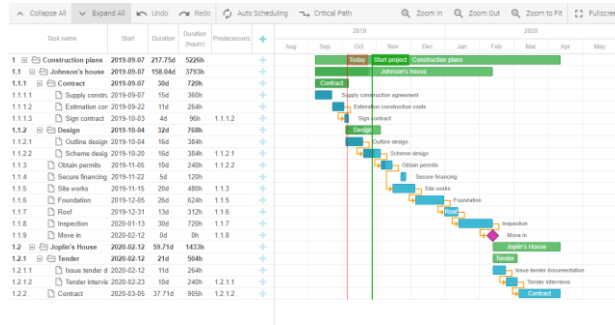 Collapse All Expand All Undo Redo Auto Scheduling Critical Path Zoom In Zoom Out Zoom to Fit Fullscreen
Task name Start Duration Duration (hours) Predecessors 2019 2020
Aug Sep Oct Nov Dec Jan Feb Mar Apr May
1 Construction plans 2019-09-07 217.75d 5226h Today Start project Construction plans
1.1 Johnson's house 2019-09-07 158.04d 3793h Johnson's house
1.1.1 Contract 2019-09-07 30d 720h Contract
1.1.1.1 Supply constru 2019-09-07 15d 360h Supply construction agreement
1.1.1.2 Estimation con 2019-09-22 11d 264h Estimation construction costs
1.1.1.3 Sign contract 2019-10-03 4d 96h 1.1.1.2 Sign contract
1.1.2 Design 2019-10-04 32d 768h Design
1.1.2.1 Outline design 2019-10-04 16d 384h Outline design
1.1.2.2 Scheme desig 2019-10-20 16d 384h 1.1.2.1 Scheme design
1.1.3 Obtain permits 2019-11-05 10d 240h 1.1.2.2 Obtain permits
1.1.4 Secure financing 2019-11-22 5d 120h Secure financing
1.1.5 Site works 2019-11-15 20d 480h 1.1.3 Site works
1.1.6 Foundation 2019-12-05 26d 624h 1.1.5 Foundation
1.1.7 Roof 2019-12-31 13d 312h 1.1.6 Roof
1.1.8 Inspection 2020-01-13 30d 720h 1.1.7 Inspection
1.1.9 Move in 2020-02-12 0d 0h 1.1.8 Move in
1.2 Joplin's House 2020-02-12 59.71d 1433h Joplin's House
1.2.1 Tender 2020-02-12 21d 504h Tender
1.2.1.1 Issue tender d 2020-02-12 11d 264h Issue tender documentation
1.2.1.2 Tender intervie 2020-02-23 10d 240h 1.2.1.1 Tender interviews
1.2.2 Contract 2020-03-05 37.71d 905h 1.2.1.2 Contract